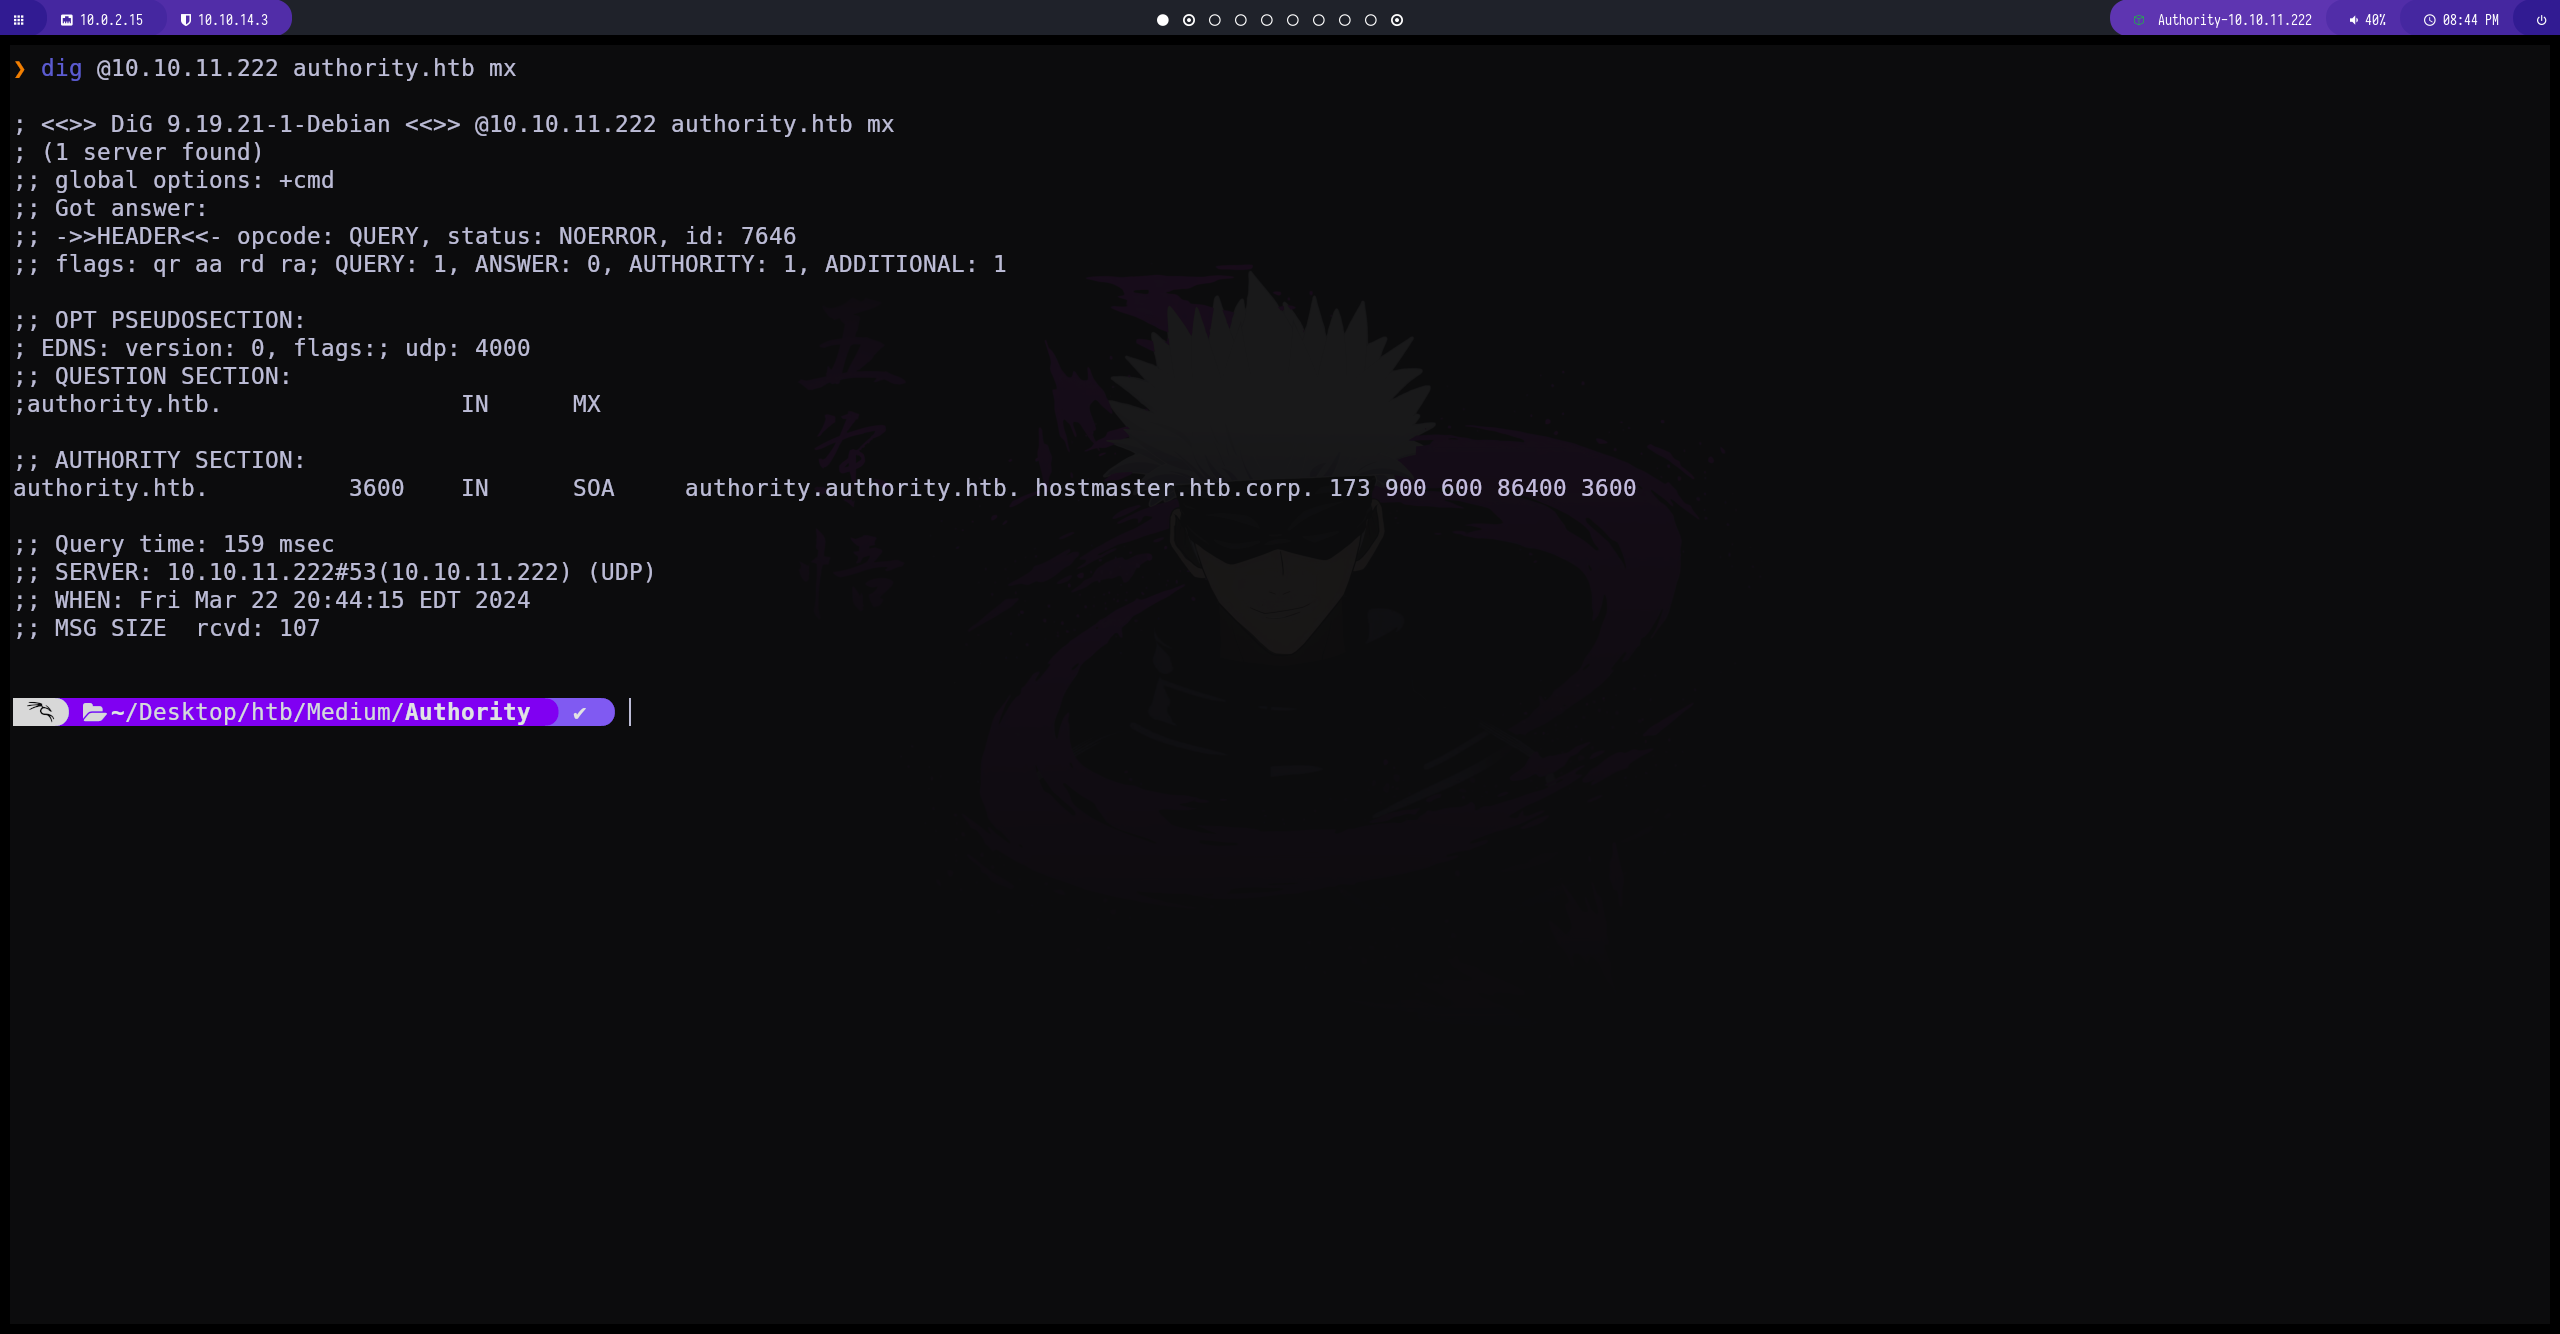 10.0.2.15 10.10.14.3 Authority-10.10.11.222 40% 08:44 PM
❯ dig @10.10.11.222 authority.htb mx
; <<>> DiG 9.19.21-1-Debian <<>> @10.10.11.222 authority.htb mx
; (1 server found)
;; global options: +cmd
;; Got answer:
;; ->>HEADER<<- opcode: QUERY, status: NOERROR, id: 7646
;; flags: qr aa rd ra; QUERY: 1, ANSWER: 0, AUTHORITY: 1, ADDITIONAL: 1
;; OPT PSEUDOSECTION:
; EDNS: version: 0, flags:; udp: 4000
;; QUESTION SECTION:
;authority.htb. IN MX
;; AUTHORITY SECTION:
authority.htb. 3600 IN SOA authority.authority.htb. hostmaster.htb.corp. 173 900 600 86400 3600
;; Query time: 159 msec
;; SERVER: 10.10.11.222#53(10.10.11.222) (UDP)
;; WHEN: Fri Mar 22 20:44:15 EDT 2024
;; MSG SIZE  rcvd: 107
~/Desktop/htb/Medium/Authority ✔